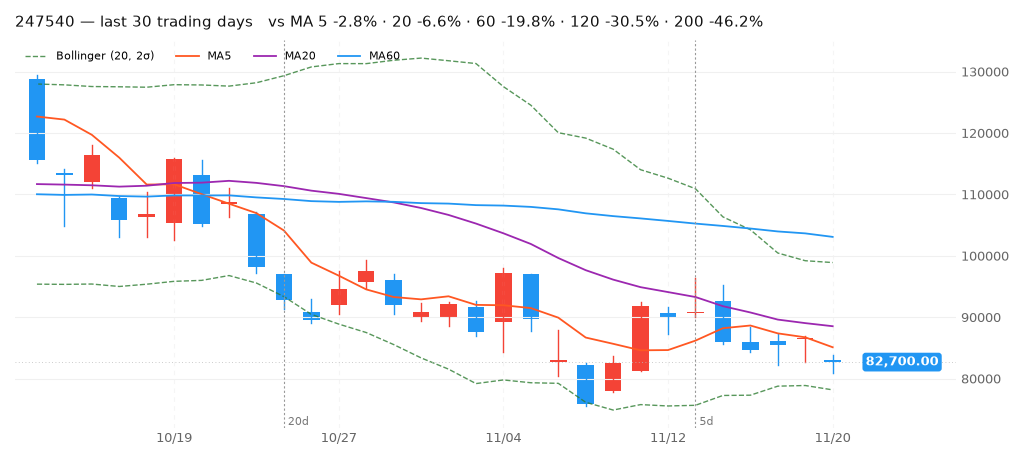 247540 — last 30 trading days   vs MA 5 -2.8% · 20 -6.6% · 60 -19.8% · 120 -30.5% · 200 -46.2%
Bollinger (20, 2σ)   MA5   MA20   MA60
130000
120000
110000
100000
90000
82,700.00
80000
20d   5d
10/19   10/27   11/04   11/12   11/20